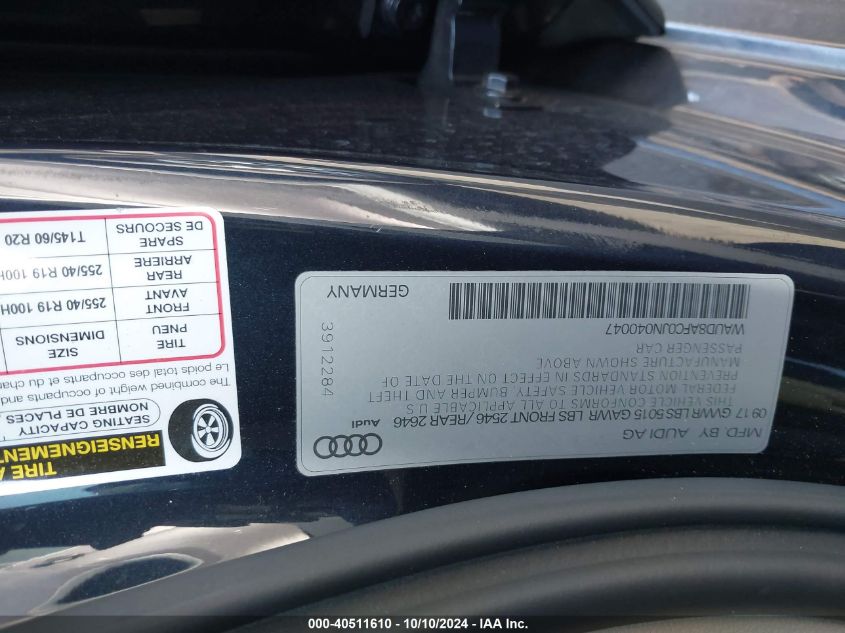 MFD. BY AUDI AG
09 17 GVWR LBS 5015 GAWR LBS FRONT 2546 / REAR 2646
THIS VEHICLE CONFORMS TO ALL APPLICABLE U.S.
FEDERAL MOTOR VEHICLE SAFETY, BUMPER AND THEFT
PREVENTION STANDARDS IN EFFECT ON THE DATE OF
MANUFACTURE SHOWN ABOVE
PASSENGER CAR
WAUD8AFC0JN040047
GERMANY
3912284
Audi
TIRE
RENSEIGNEMENT
SEATING CAPACITY
NOMBRE DE PLACES
The combined weight of occupants and
Le poids total des occupants et du char
TIRE
PNEU
SIZE
DIMENSIONS
FRONT
AVANT
255/40 R19 100H
REAR
ARRIÈRE
255/40 R19 100H
SPARE
DE SECOURS
T145/60 R20
000-40511610 - 10/10/2024 - IAA Inc.